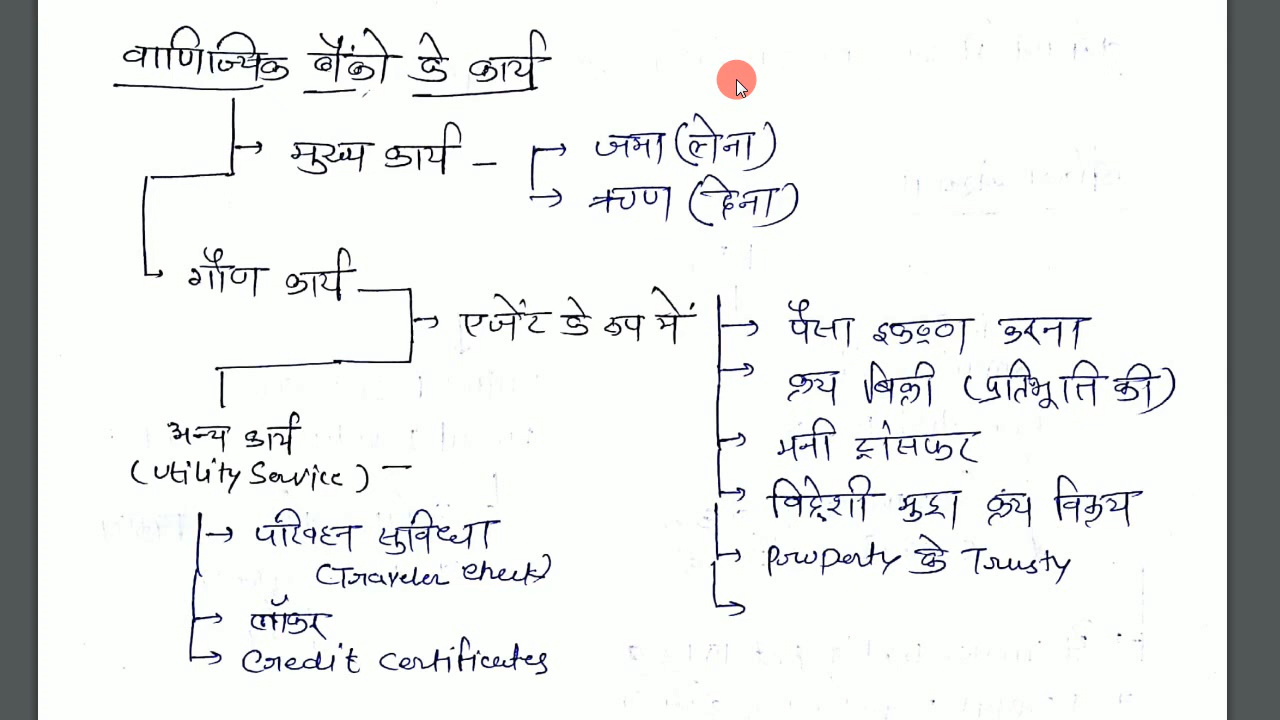 वाणिज्यिक बैंको के कार्य
मुख्य कार्य -
जमा (लेना)
ऋण (देना)
गौण कार्य
एजेंट के रुप में
पैसा इकठ्ठा करना
क्रय बिक्री (प्रतिभूति की)
मनी ट्रांसफर
विदेशी मुद्रा क्रय विक्रय
Property के Trusty
अन्य कार्य
(Utility Service) -
परिवहन सुविधा
(Traveler Check)
लॉकर
Credit Certificates